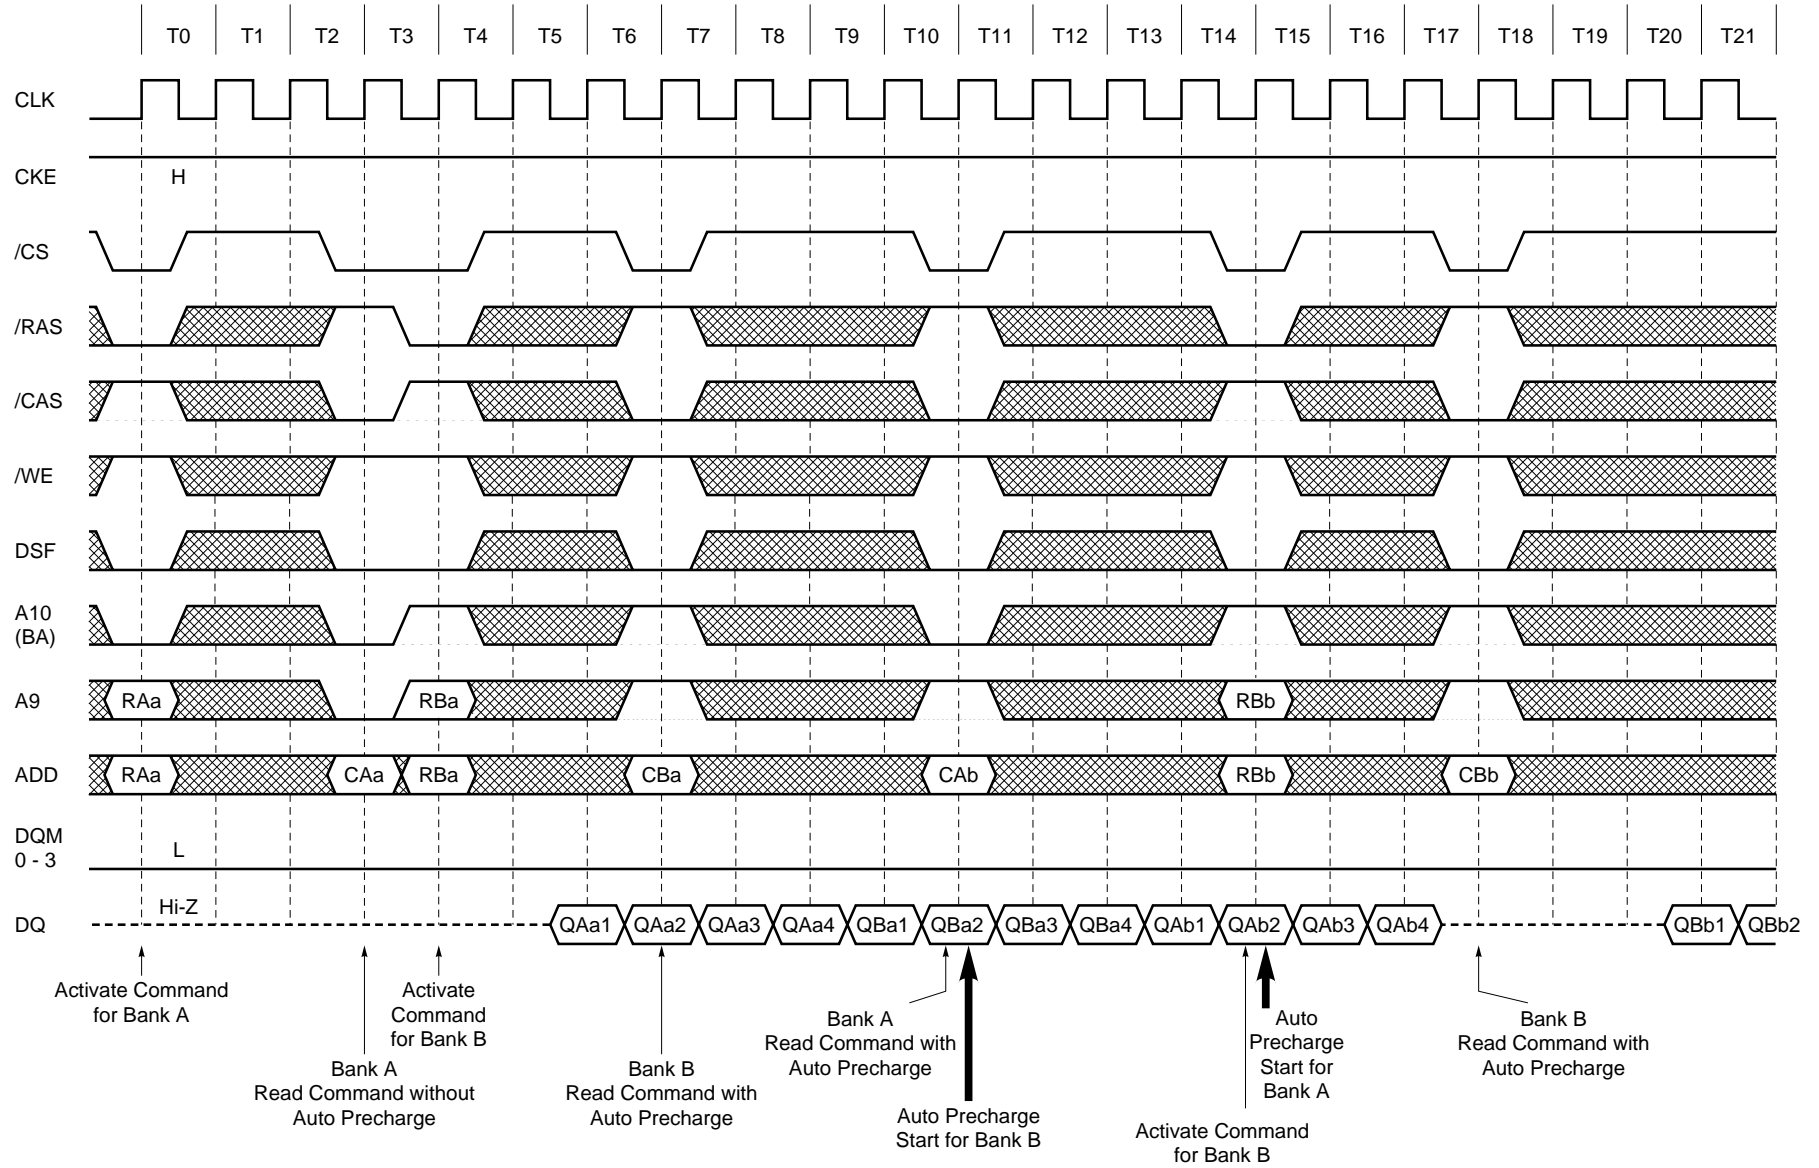 T0 T1 T2 T3 T4 T5 T6 T7 T8 T9 T10 T11 T12 T13 T14 T15 T16 T17 T18 T19 T20 T21
CLK
CKE H
/CS
/RAS
/CAS
/WE
DSF
A10
(BA)
A9 RAa RBa RBb
ADD RAa CAa RBa CBa CAb RBb CBb
DQM
0 - 3 L
Hi-Z
DQ QAa1 QAa2 QAa3 QAa4 QBa1 QBa2 QBa3 QBa4 QAb1 QAb2 QAb3 QAb4 QBb1 QBb2
Activate Command
for Bank A
Bank A
Read Command without
Auto Precharge
Activate
Command
for Bank B
Bank B
Read Command with
Auto Precharge
Bank A
Read Command with
Auto Precharge
Auto Precharge
Start for Bank B
Activate Command
for Bank B
Auto
Precharge
Start for
Bank A
Bank B
Read Command with
Auto Precharge